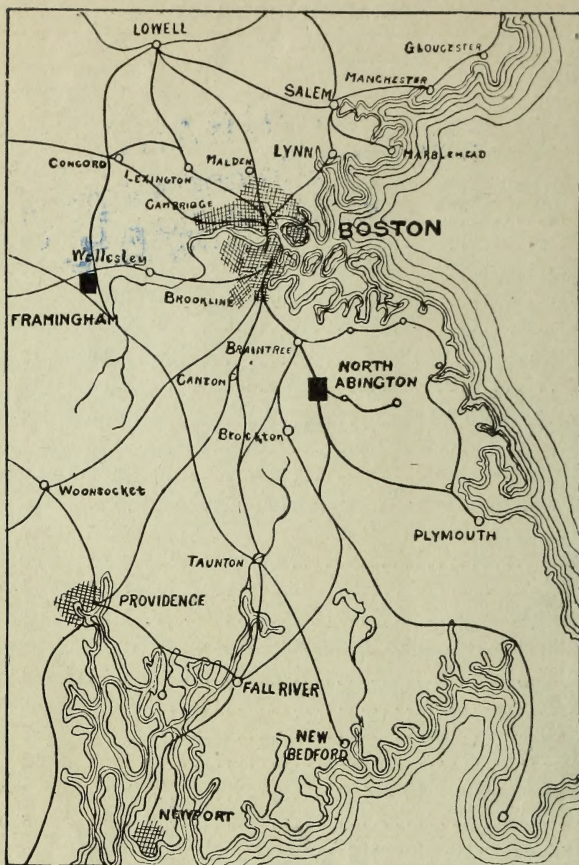 LOWELL
GLOUCESTER
MANCHESTER
SALEM
LYNN
MARBLEHEAD
MALDEN
CONCORD
LEXINGTON
CAMBRIDGE
BOSTON
Wellesley
BROOKLINE
FRAMINGHAM
BRAINTREE
NORTH
ABINGTON
CANTON
BROCKTON
WOONSOCKET
PLYMOUTH
TAUNTON
PROVIDENCE
FALL RIVER
NEW
BEDFORD
NEWPORT